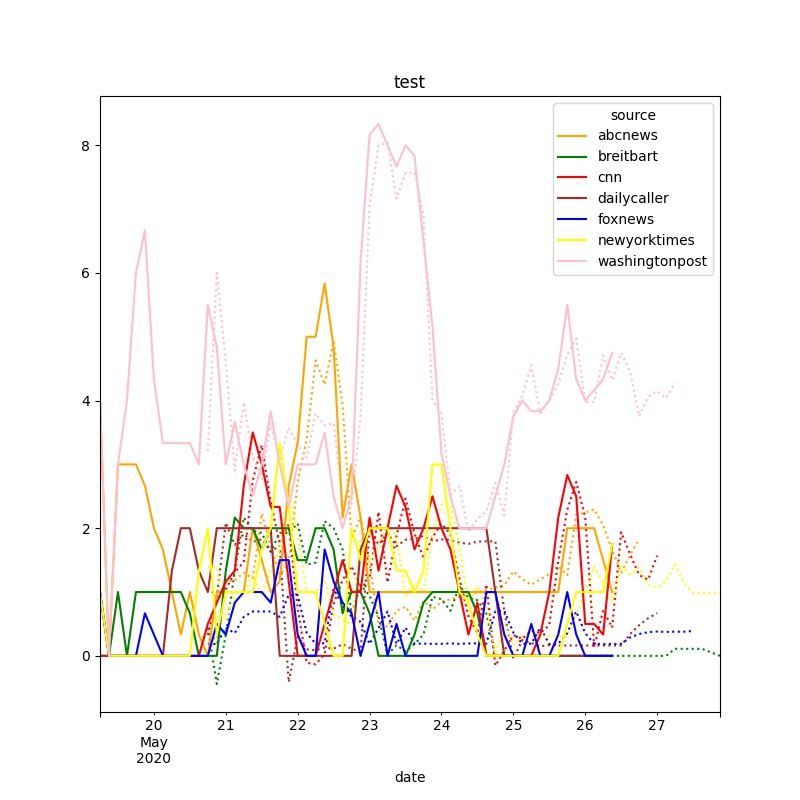 test
source
abcnews
breitbart
cnn
dailycaller
foxnews
newyorktimes
washingtonpost
8
6
4
2
0
20 21 22 23 24 25 26 27
May
2020
date